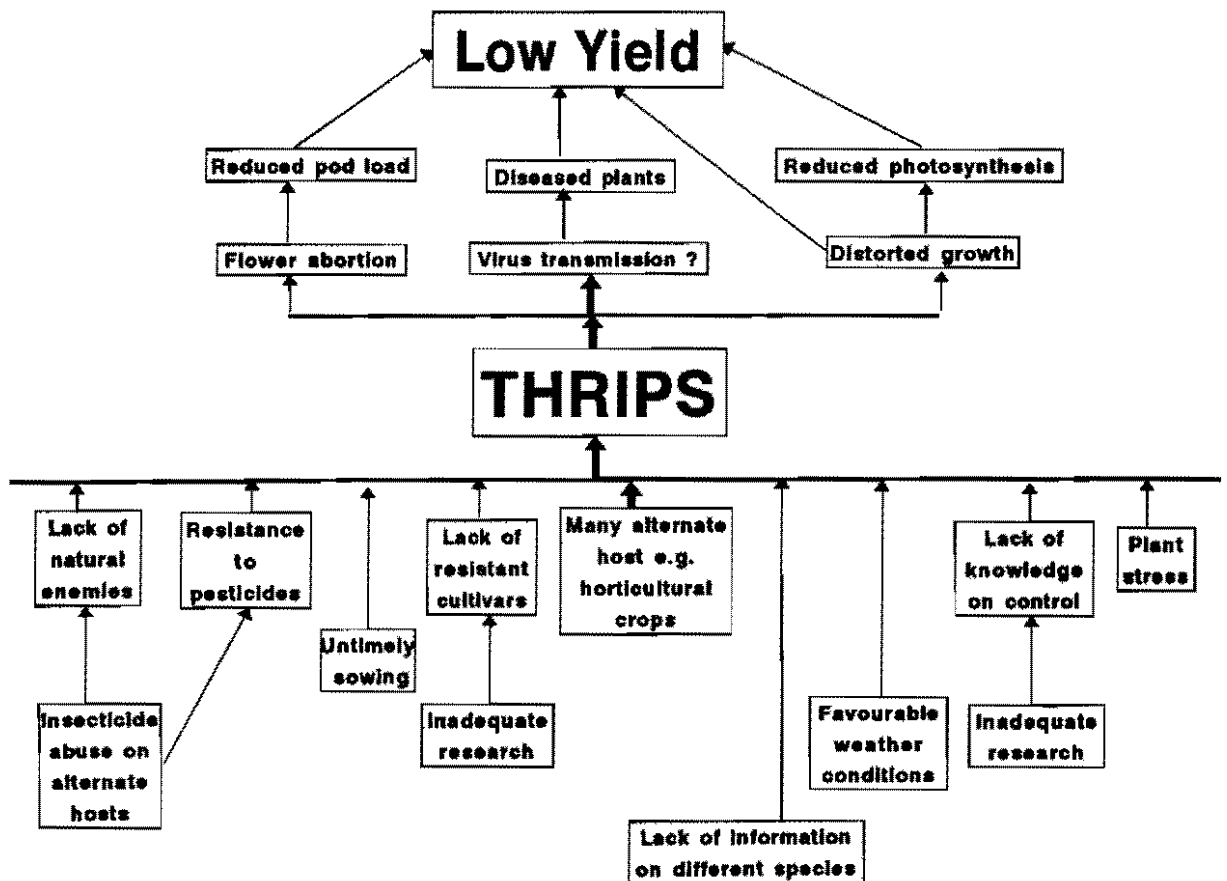 Low Yield
Reduced pod load
Diseased plants
Reduced photosynthesis
Flower abortion
Virus transmission ?
Distorted growth
THRIPS
Lack of
natural
enemies
Resistance
to
pesticides
Untimely
sowing
Lack of
resistant
cultivars
Many alternate
host e.g.
horticultural
crops
Lack of
knowledge
on control
Plant
stress
Insecticide
abuse on
alternate
hosts
Inadequate
research
Favourable
weather
conditions
Inadequate
research
Lack of information
on different species